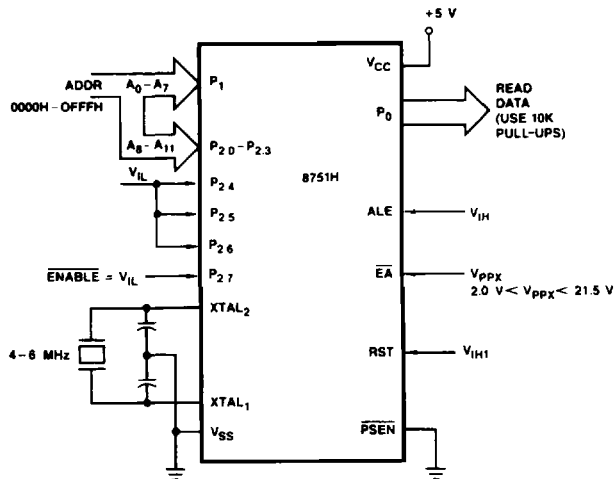 +5 V
VCC
ADDR
A0-A7
P1
0000H-OFFFH
A8-A11
P2.0-P2.3
P0
READ
DATA
(USE 10K
PULL-UPS)
8751H
VIL
P2.4
P2.5
P2.6
ALE
VIH
ENABLE = VIL
P2.7
EA
VPPX
2.0 V < VPPX < 21.5 V
XTAL2
4-6 MHz
RST
VIH1
XTAL1
VSS
PSEN